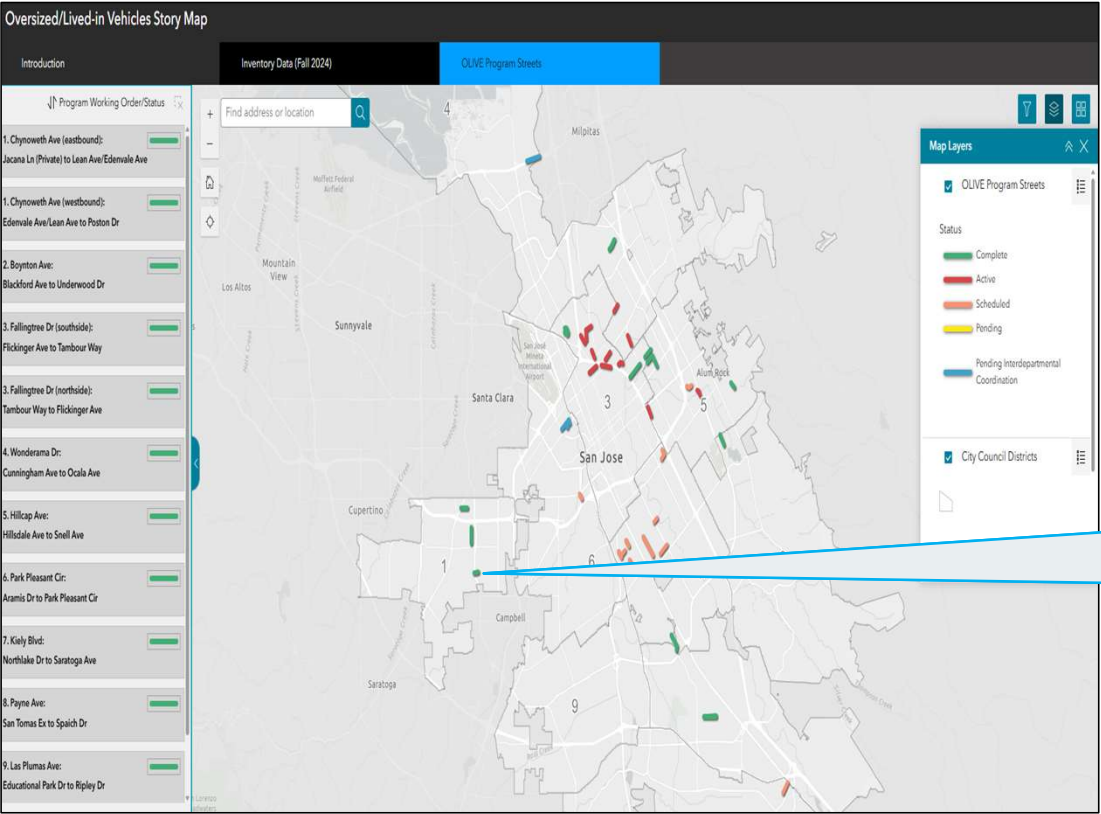 Oversized/Lived-in Vehicles Story Map
Introduction
Inventory Data (Fall 2024)
OLIVE Program Streets
Program Working Order/Status
1. Chynoweth Ave (eastbound):
Jacana Ln (Private) to Lean Ave/Edenvale Ave
1. Chynoweth Ave (westbound):
Edenvale Ave/Lean Ave to Poston Dr
2. Boynton Ave:
Blackford Ave to Underwood Dr
3. Fallingtree Dr (southside):
Flickinger Ave to Tambour Way
3. Fallingtree Dr (northside):
Tambour Way to Flickinger Ave
4. Wonderama Dr:
Cunningham Ave to Ocala Ave
5. Hillcap Ave:
Hillsdale Ave to Snell Ave
6. Park Pleasant Cir:
Aramis Dr to Park Pleasant Cir
7. Kiely Blvd:
Northlake Dr to Saratoga Ave
8. Payne Ave:
San Tomas Ex to Spaich Dr
9. Las Plumas Ave:
Educational Park Dr to Ripley Dr
+
Find address or location
−
4
Milpitas
Moffett Federal
Airfield
Mountain
View
Los Altos
Sunnyvale
San José
Mineta
International
Airport
Alum Rock
Santa Clara
3
5
San Jose
Cupertino
1
6
Campbell
Saratoga
9
Map Layers
OLIVE Program Streets
Status
Complete
Active
Scheduled
Pending
Pending Interdepartmental
Coordination
City Council Districts